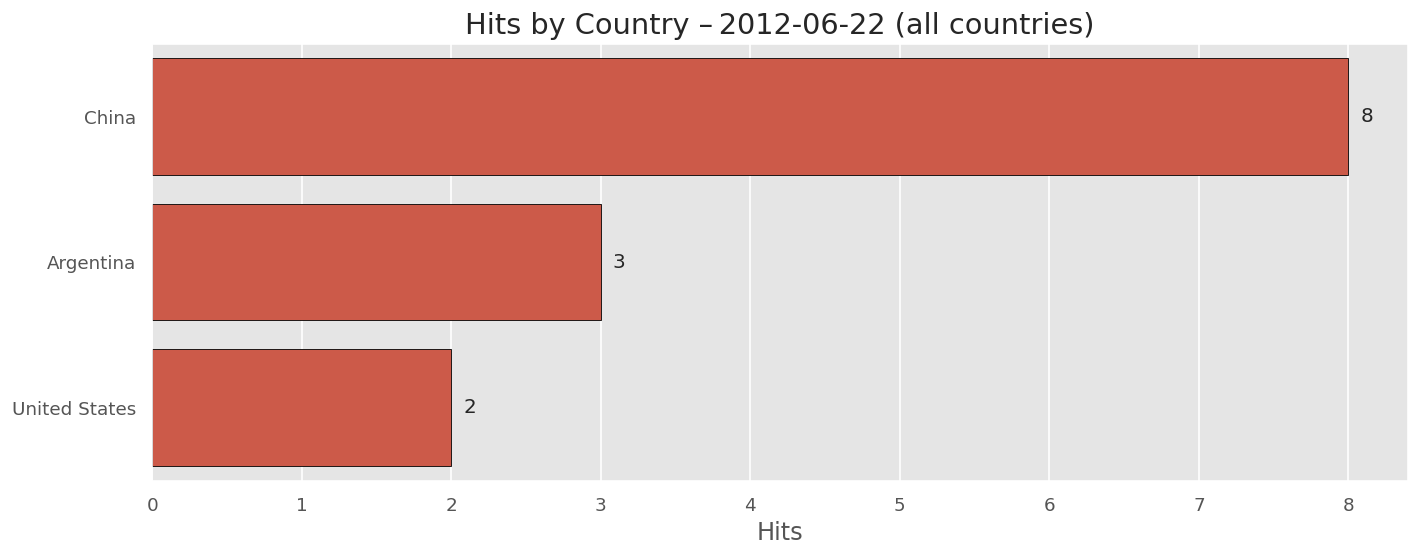 Hits by Country – 2012-06-22 (all countries)
China
8
Argentina
3
United States
2
0 1 2 3 4 5 6 7 8
Hits